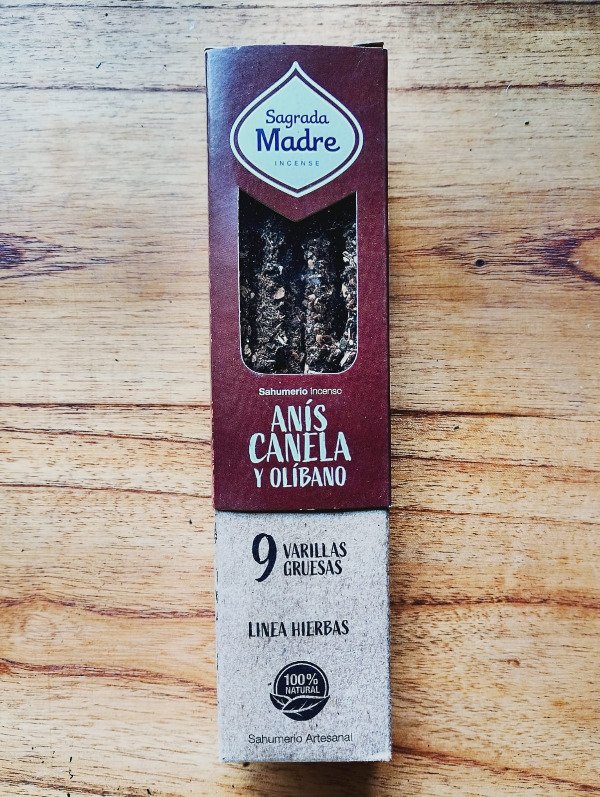 Sagrada
Madre
INCENSE
Sahumerio Incenso
ANÍS
CANELA
Y OLÍBANO
9 VARILLAS
GRUESAS
LINEA HIERBAS
100%
NATURAL
Sahumerio Artesanal